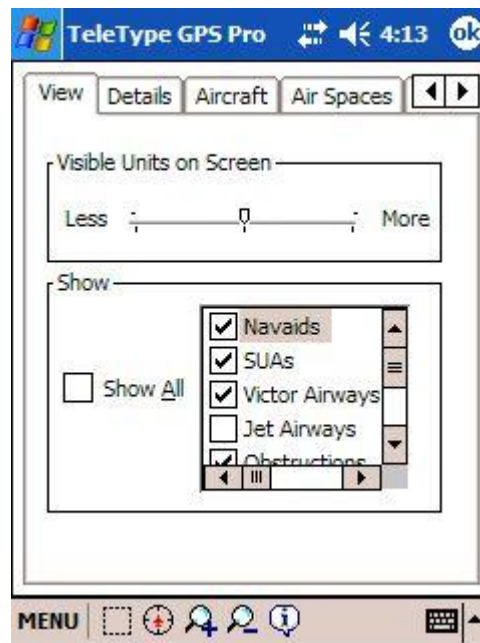 TeleType GPS Pro 4:13 ok
View Details Aircraft Air Spaces
Visible Units on Screen
Less More
Show
Navaids
SUAs
Show All
Victor Airways
Jet Airways
Obstructions
MENU